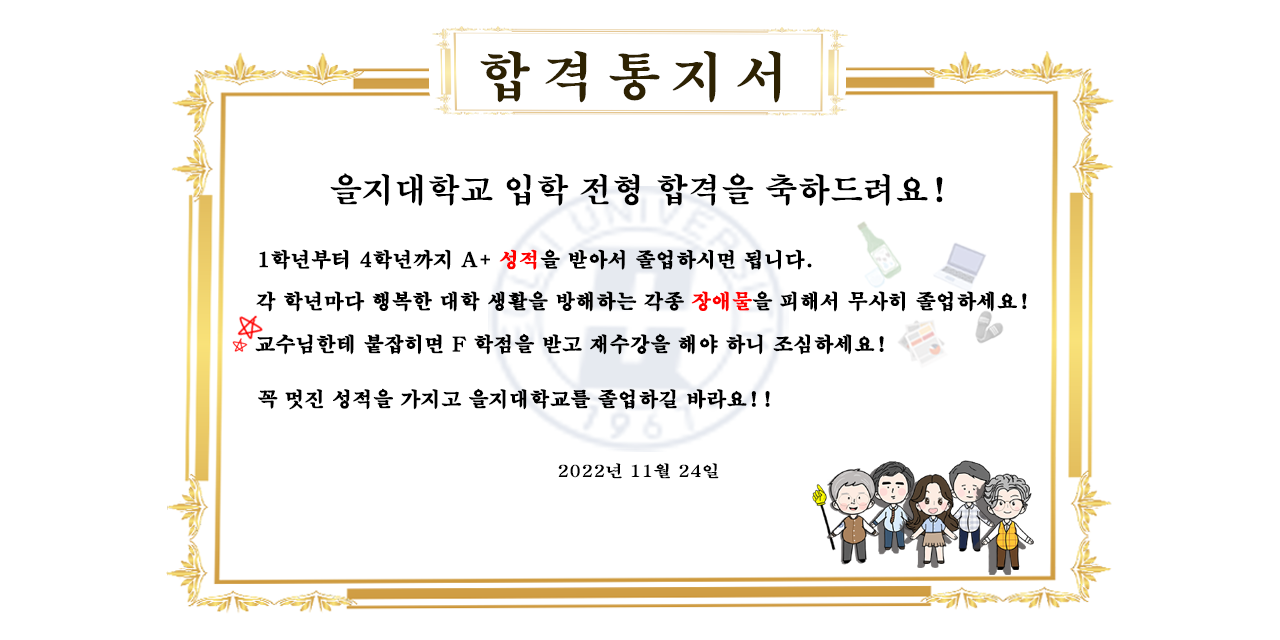 합격통지서
을지대학교 입학 전형 합격을 축하드려요!
1학년부터 4학년까지 A+ 성적을 받아서 졸업하시면 됩니다.
각 학년마다 행복한 대학 생활을 방해하는 각종 장애물을 피해서 무사히 졸업하세요!
교수님한테 붙잡히면 F 학점을 받고 재수강을 해야 하니 조심하세요!
꼭 멋진 성적을 가지고 을지대학교를 졸업하길 바라요!!
EULJI UNIVERSITY
1967
2022년 11월 24일